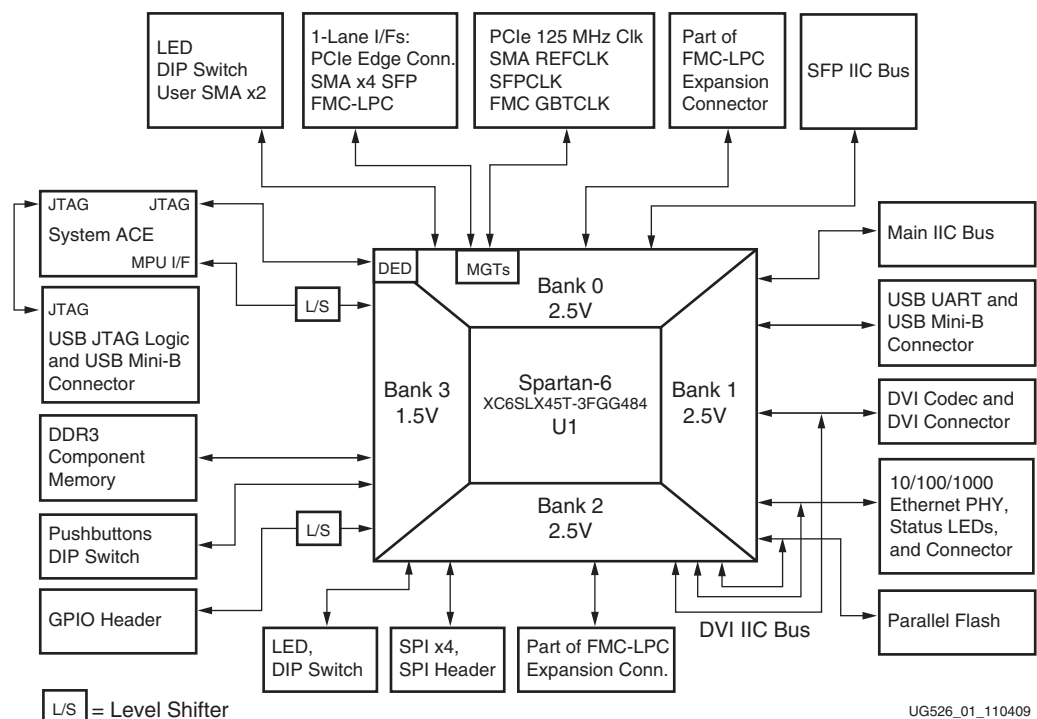 LED
DIP Switch
User SMA x2
1-Lane I/Fs:
PCIe Edge Conn.
SMA x4 SFP
FMC-LPC
PCIe 125 MHz Clk
SMA REFCLK
SFPCLK
FMC GBTCLK
Part of
FMC-LPC
Expansion
Connector
SFP IIC Bus
JTAG
JTAG
System ACE
MPU I/F
JTAG
USB JTAG Logic
and USB Mini-B
Connector
L/S
DED
MGTs
Bank 0
2.5V
Bank 3
1.5V
Spartan-6
XC6SLX45T-3FGG484
U1
Bank 1
2.5V
Bank 2
2.5V
Main IIC Bus
USB UART and
USB Mini-B
Connector
DVI Codec and
DVI Connector
10/100/1000
Ethernet PHY,
Status LEDs,
and Connector
Parallel Flash
DDR3
Component
Memory
Pushbuttons
DIP Switch
L/S
GPIO Header
LED,
DIP Switch
SPI x4,
SPI Header
Part of FMC-LPC
Expansion Conn.
DVI IIC Bus
L/S = Level Shifter
UG526_01_110409